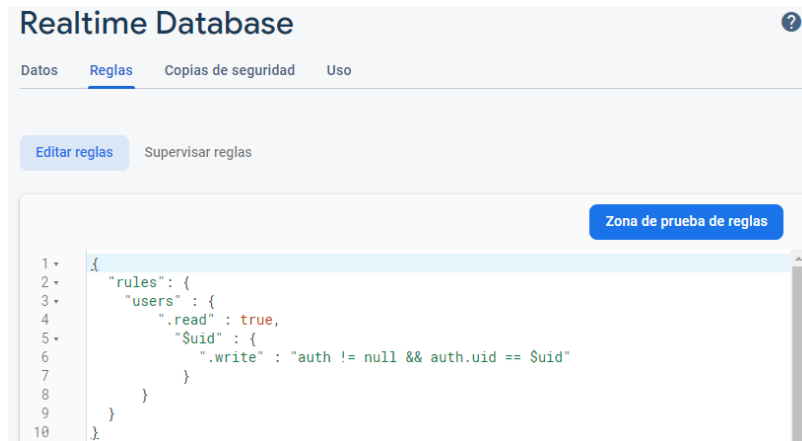 Realtime Database
Datos Reglas Copias de seguridad Uso
Editar reglas Supervisar reglas
Zona de prueba de reglas
1 {
2 "rules": {
3 "users" : {
4 ".read" : true,
5 "$uid" : {
6 ".write" : "auth != null && auth.uid == $uid"
7 }
8 }
9 }
10 }